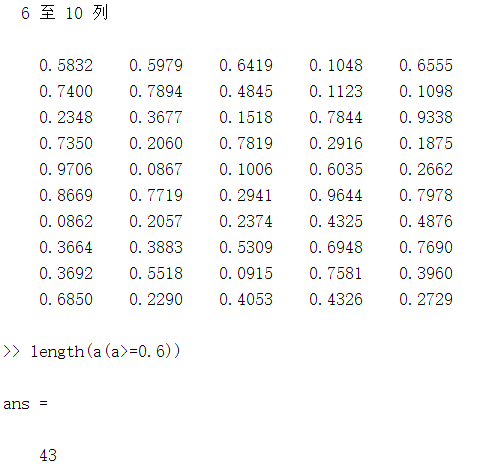 6 至 10 列
0.5832 0.5979 0.6419 0.1048 0.6555
0.7400 0.7894 0.4845 0.1123 0.1098
0.2348 0.3677 0.1518 0.7844 0.9338
0.7350 0.2060 0.7819 0.2916 0.1875
0.9706 0.0867 0.1006 0.6035 0.2662
0.8669 0.7719 0.2941 0.9644 0.7978
0.0862 0.2057 0.2374 0.4325 0.4876
0.3664 0.3883 0.5309 0.6948 0.7690
0.3692 0.5518 0.0915 0.7581 0.3960
0.6850 0.2290 0.4053 0.4326 0.2729
>> length(a(a>=0.6))
ans =
43